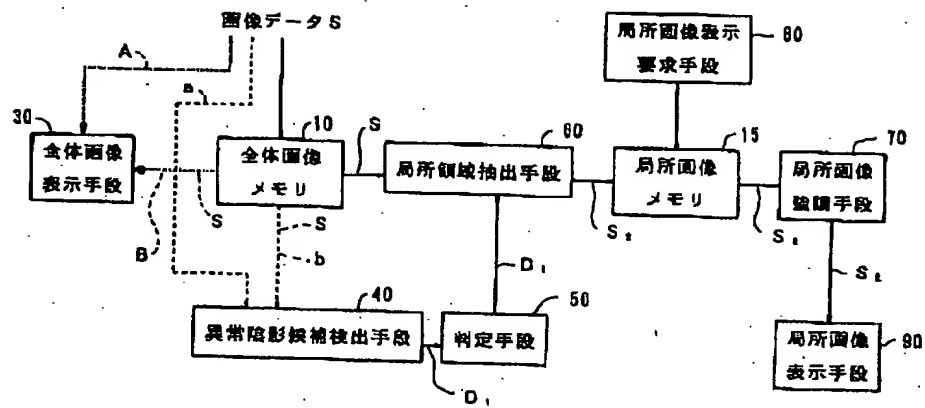 画像データS
局所画像表示
要求手段
80
A
a
30
10
60
15
70
全体画像
表示手段
全体画像
メモリ
S
局所領域抽出手段
局所画像
メモリ
局所画像
強調手段
S
B
S
b
S₂
S₂
D₁
S₂
40
50
異常陰影候補検出手段
判定手段
D₁
局所画像
表示手段
90